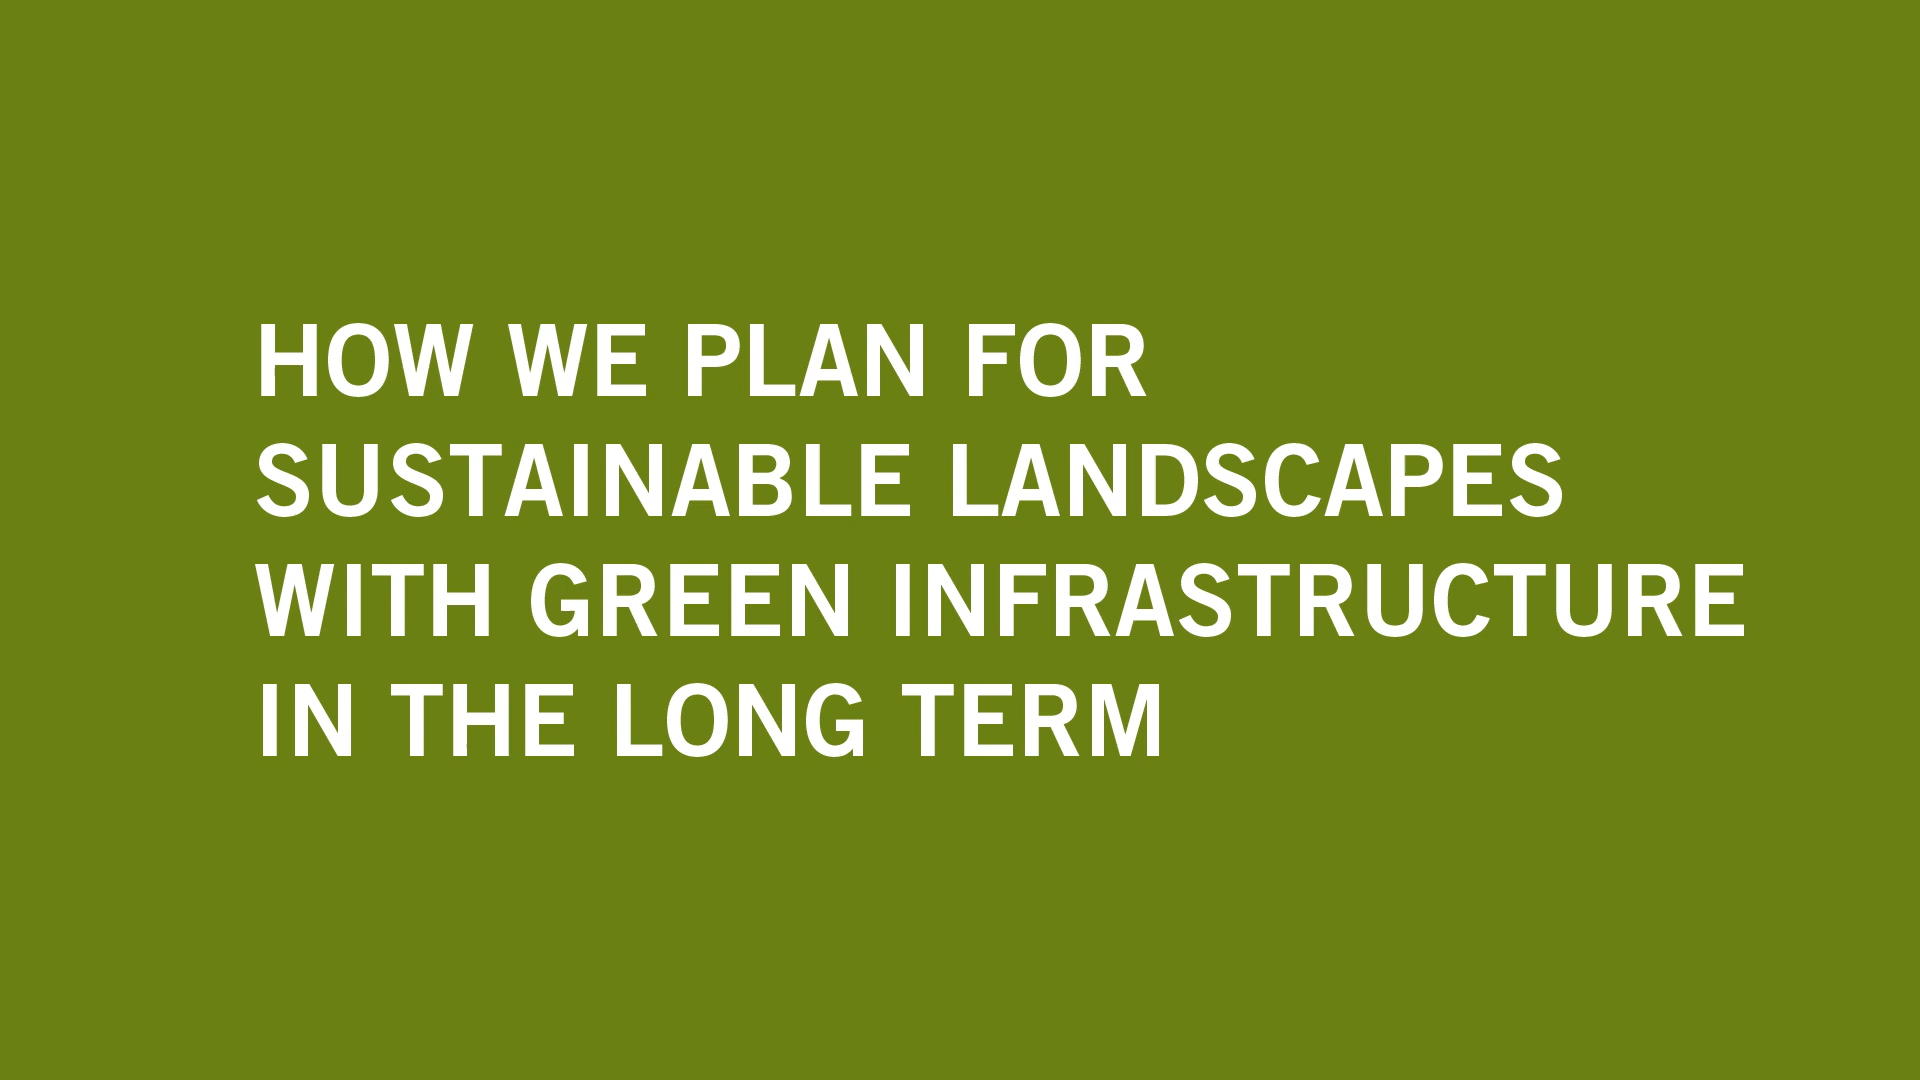 HOW WE PLAN FOR
SUSTAINABLE LANDSCAPES
WITH GREEN INFRASTRUCTURE
IN THE LONG TERM